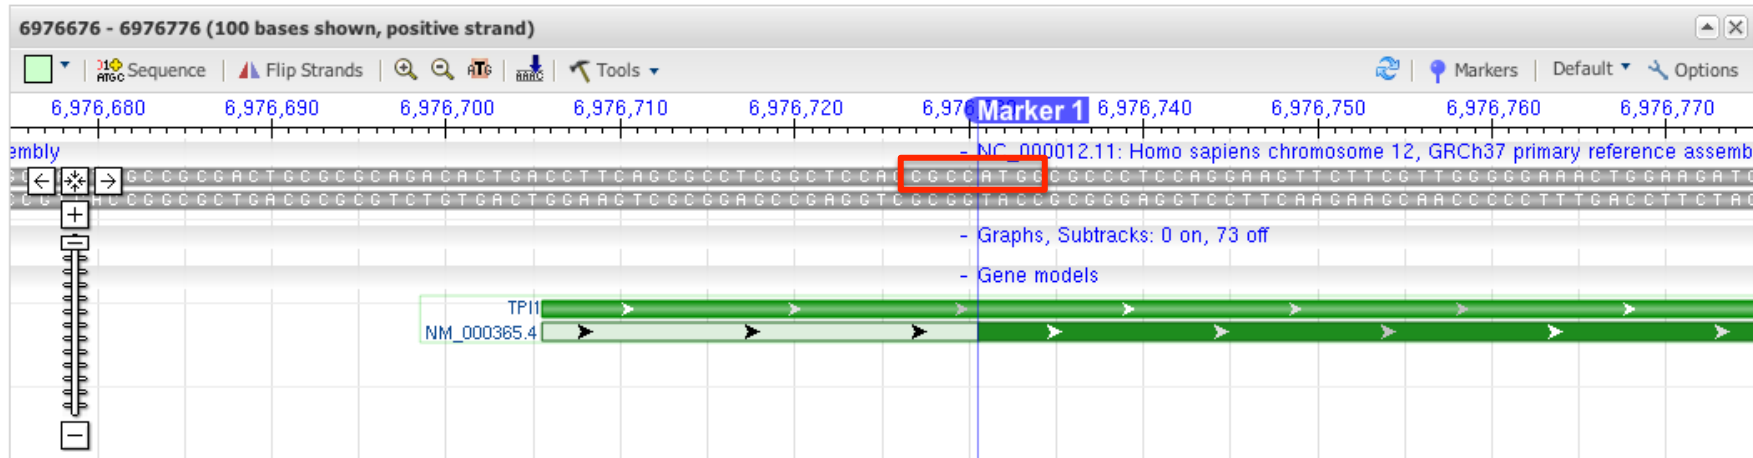 6976676 - 6976776 (100 bases shown, positive strand)
Sequence Flip Strands Tools Markers Default Options
6,976,680 6,976,690 6,976,700 6,976,710 6,976,720 Marker 1 6,976,740 6,976,750 6,976,760 6,976,770
embly - NC_000012.11: Homo sapiens chromosome 12, GRCh37 primary reference assemb
GCCGCGACTGCGCGCAGACACTGACCTTCAGCGCCTCGGCTCCAGCGCCATGGCGCCCTCCAGGAAGTTCTTCGTTGGGGGAAACTGGAAGATG
CCGGCGCTGACGCGCGTCTGTGACTGGAAGTCGCGGAGCCGAGGTCGCGGTACCGCGGGAGGTCCTTCAAGAAGCAACCCCCTTTGACCTTCTAC
- Graphs, Subtracks: 0 on, 73 off
- Gene models
TPI1
NM_000365.4